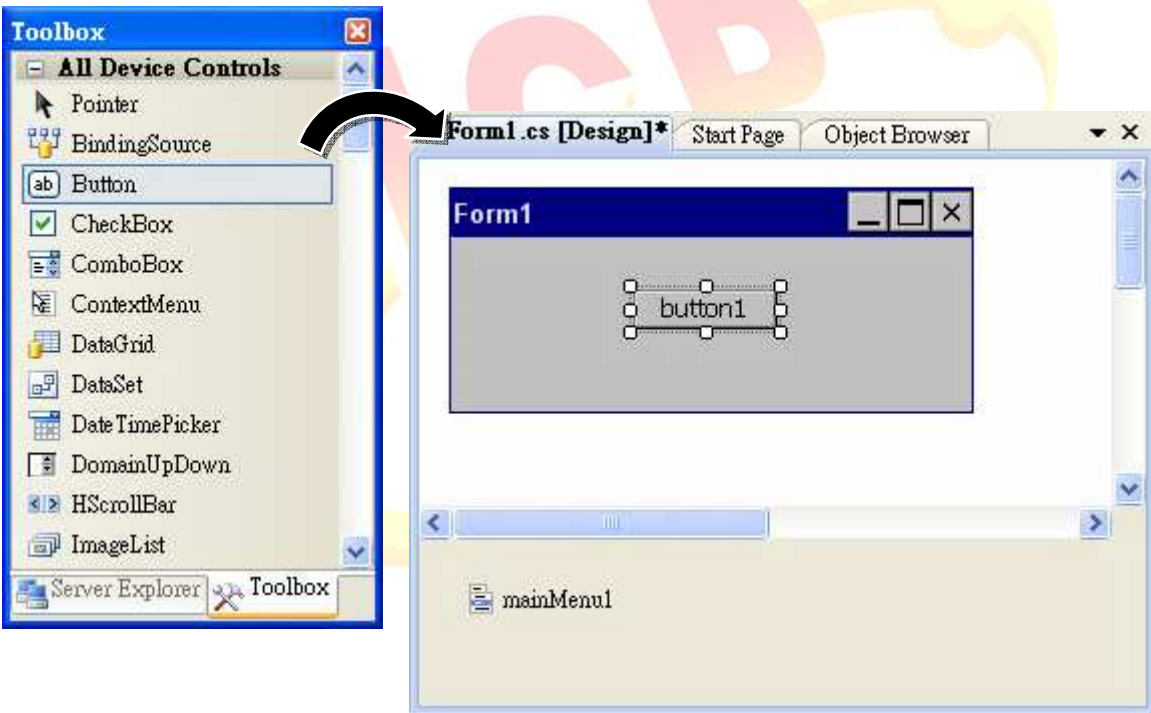 Toolbox
All Device Controls
Pointer
BindingSource
ab Button
CheckBox
ComboBox
ContextMenu
DataGrid
DataSet
DateTimePicker
DomainUpDown
HScrollBar
ImageList
Server Explorer Toolbox
Form1.cs [Design]* Start Page Object Browser
Form1
button1
mainMenu1